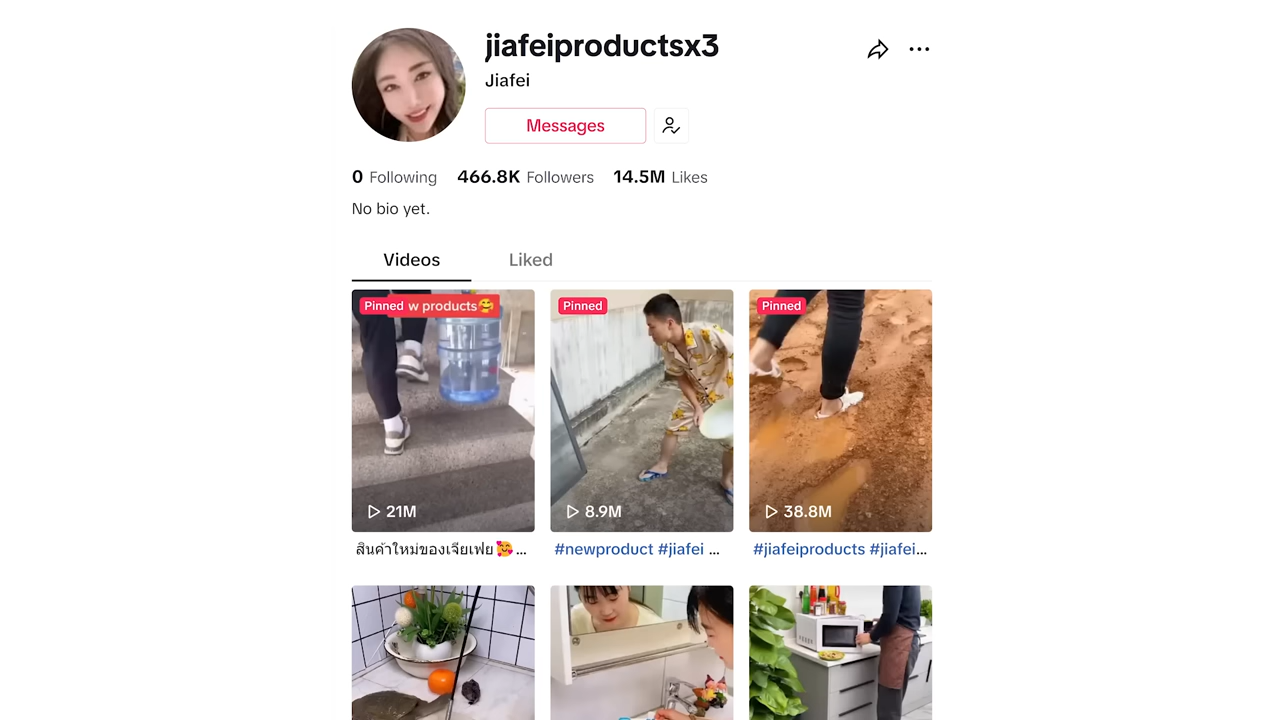 jiafeiproductsx3
Jiafei
Messages
0 Following 466.8K Followers 14.5M Likes
No bio yet.
Videos Liked
Pinned w products🥰
Pinned
Pinned
21M
8.9M
38.8M
สินค้าใหม่ของเจียเฟย🥰...
#newproduct #jiafei ...
#jiafeiproducts #jiafei...